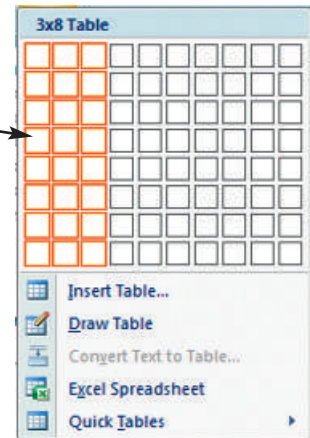 3x8 Table
Insert Table...
Draw Table
Convert Text to Table...
Excel Spreadsheet
Quick Tables